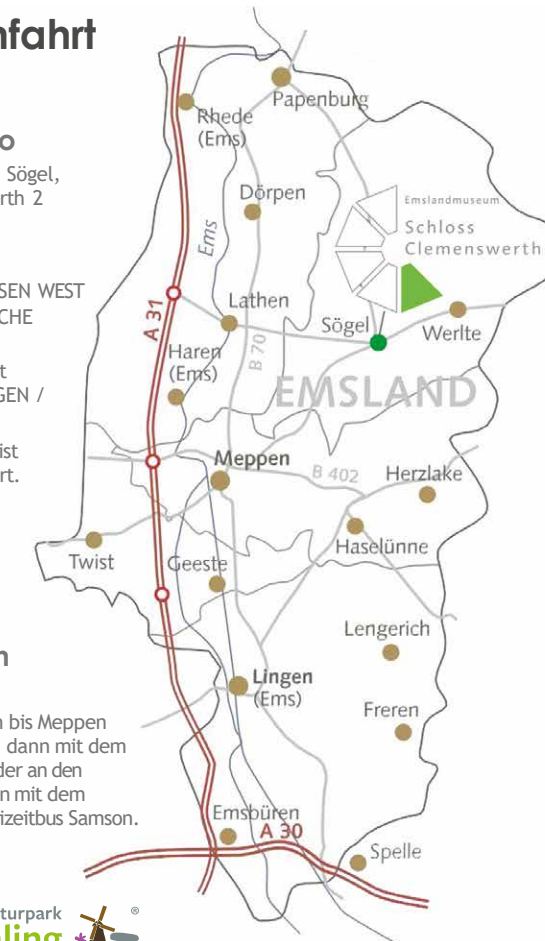 nfahrt
Sögel,
rth 2
SEN WEST
CHE
t
GEN /
ist
rt.
n
n bis Meppen
dann mit dem
der an den
n mit dem
izeitbus Samson.
turpark
ling
®
Papenburg
Rhede
(Ems)
Dörpen
Ems
Emslandmuseum
Schloss
Clemenswerth
A 31
Lathen
Sögel
Werlte
Haren
(Ems)
B 70
EMSLAND
Meppen
B 402
Herzlake
Haselünne
Twist
Geeste
Lengerich
Lingen
(Ems)
Freren
Emsbüren
A 30
Spelle